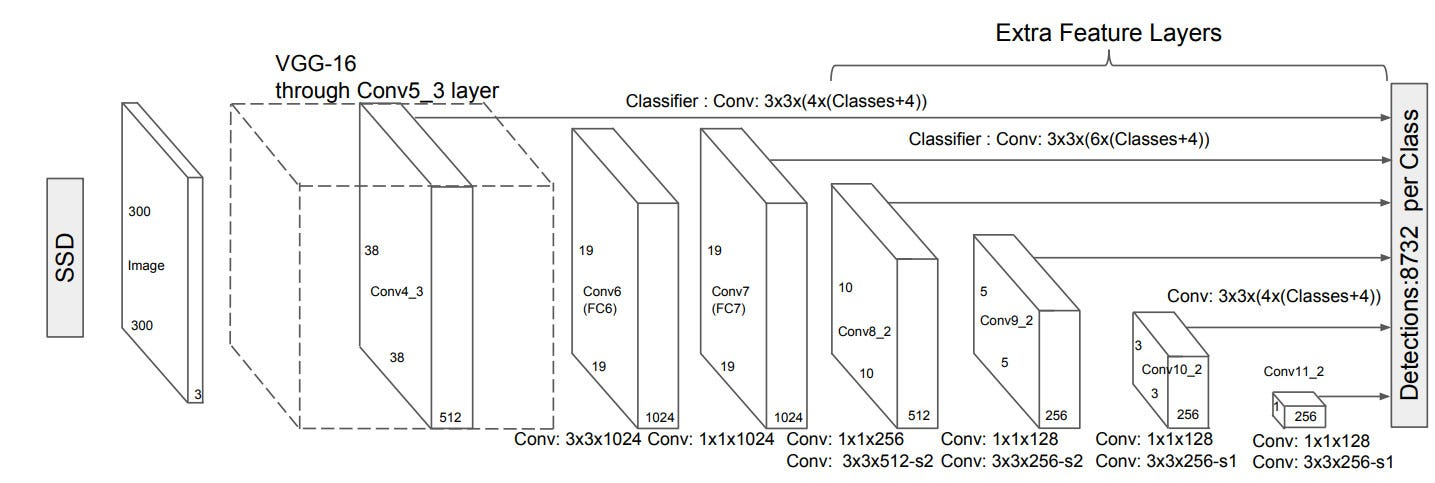 Extra Feature Layers
VGG-16
through Conv5_3 layer
Classifier : Conv: 3x3x(4x(Classes+4))
Classifier : Conv: 3x3x(6x(Classes+4))
SSD
300
Image
300
3
38
Conv4_3
38
512
19
Conv6
(FC6)
19
1024
19
Conv7
(FC7)
19
1024
10
Conv8_2
10
512
5
Conv9_2
5
256
Conv: 3x3x(4x(Classes+4))
3
Conv10_2
3
256
Conv11_2
1
256
Detections:8732 per Class
Conv: 3x3x1024
Conv: 1x1x1024
Conv: 1x1x256
Conv: 3x3x512-s2
Conv: 1x1x128
Conv: 3x3x256-s2
Conv: 1x1x128
Conv: 3x3x256-s1
Conv: 1x1x128
Conv: 3x3x256-s1